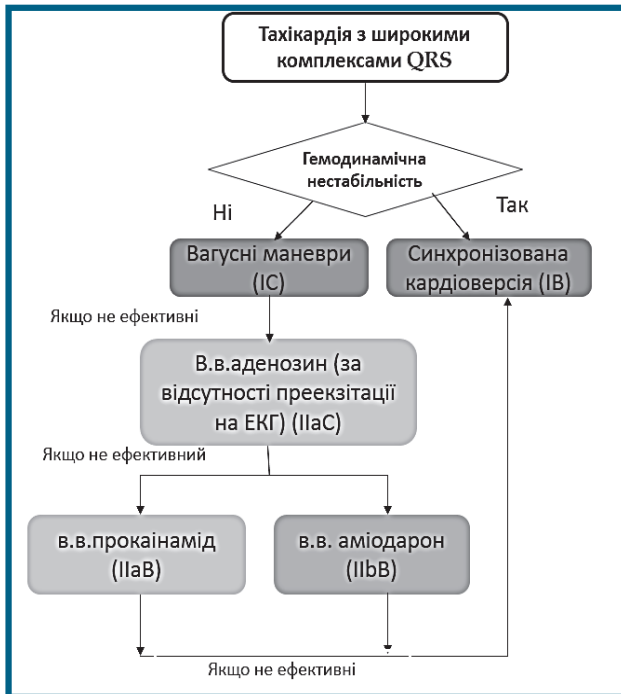 Тахікардія з широкими
комплексами QRS
Гемодинамічна
нестабільність
Ні
Так
Вагусні маневри
(IC)
Синхронізована
кардіоверсія (IB)
Якщо не ефективні
В.в.аденозин (за
відсутності преекзітації
на ЕКГ) (IIaC)
Якщо не ефективний
в.в.прокаїнамід
(IIaB)
в.в. аміодарон
(IIbB)
Якщо не ефективні